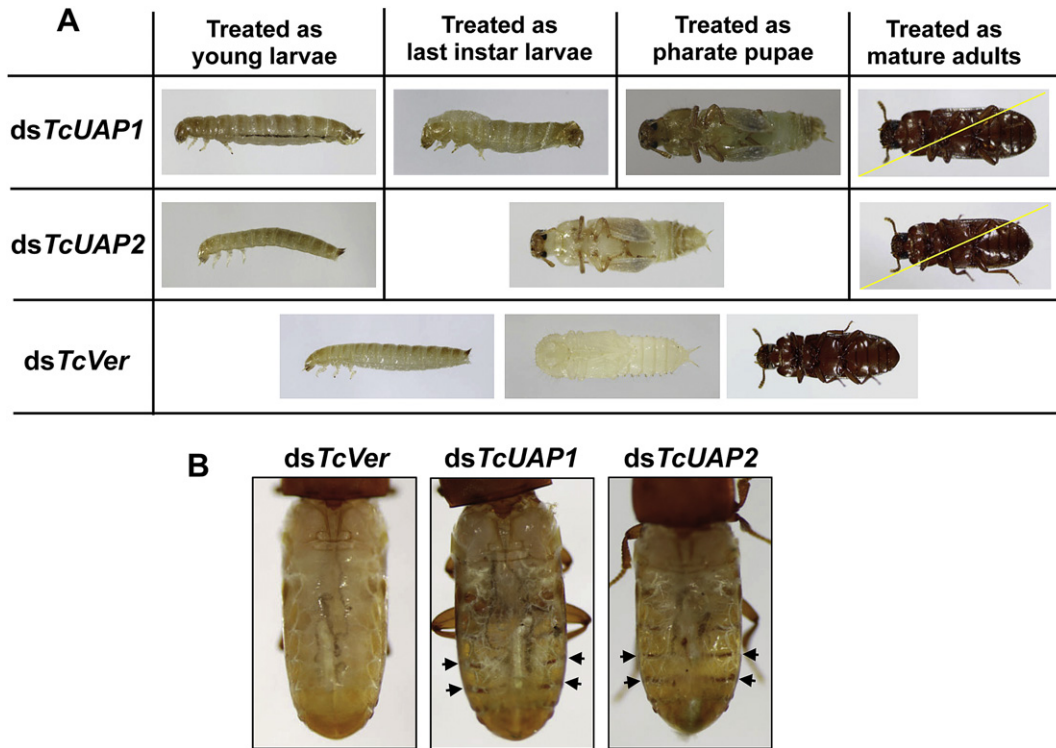 A
Treated as
young larvae
Treated as
last instar larvae
Treated as
pharate pupae
Treated as
mature adults
dsTcUAP1
dsTcUAP2
dsTcVer
B
dsTcVer
dsTcUAP1
dsTcUAP2